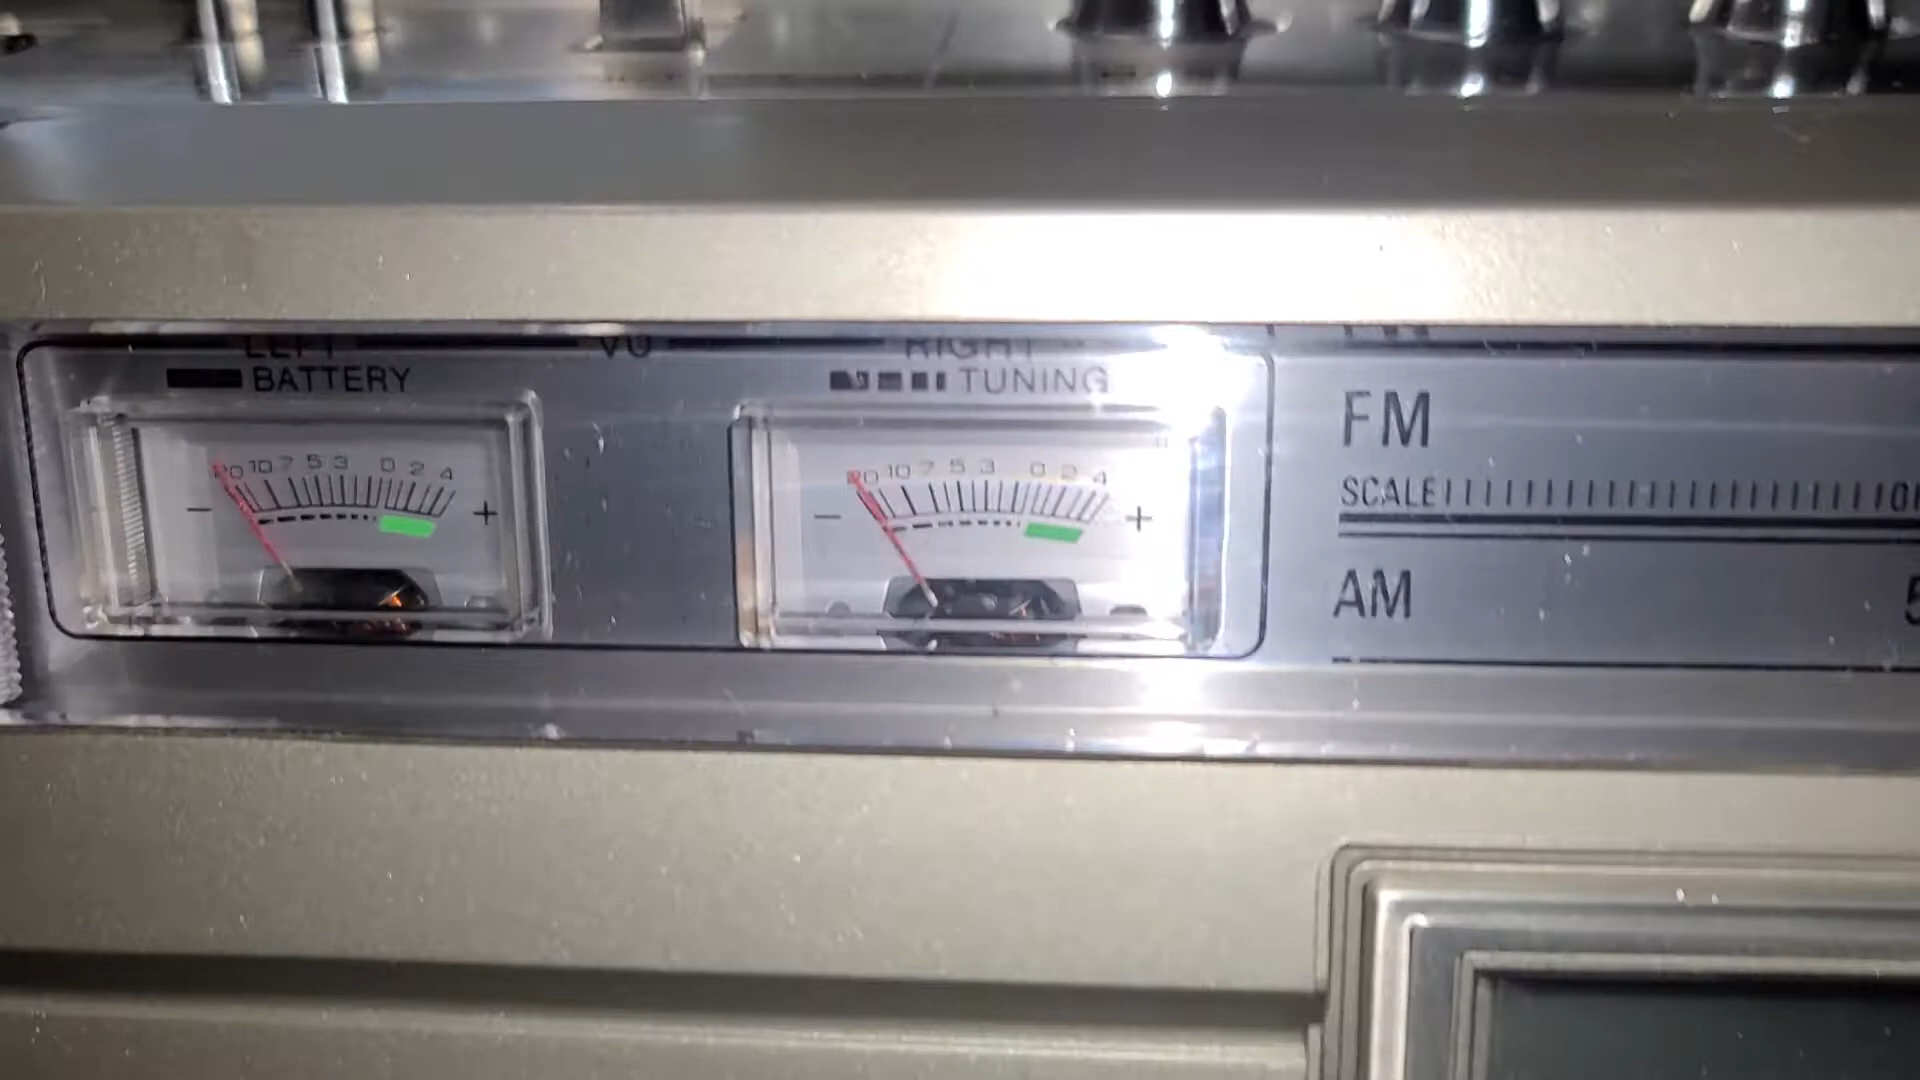 LEFT VU RIGHT
BATTERY
TUNING
20 10 7 5 3 0 2 4
- +
20 10 7 5 3 0 2 4
- +
FM
SCALE
AM